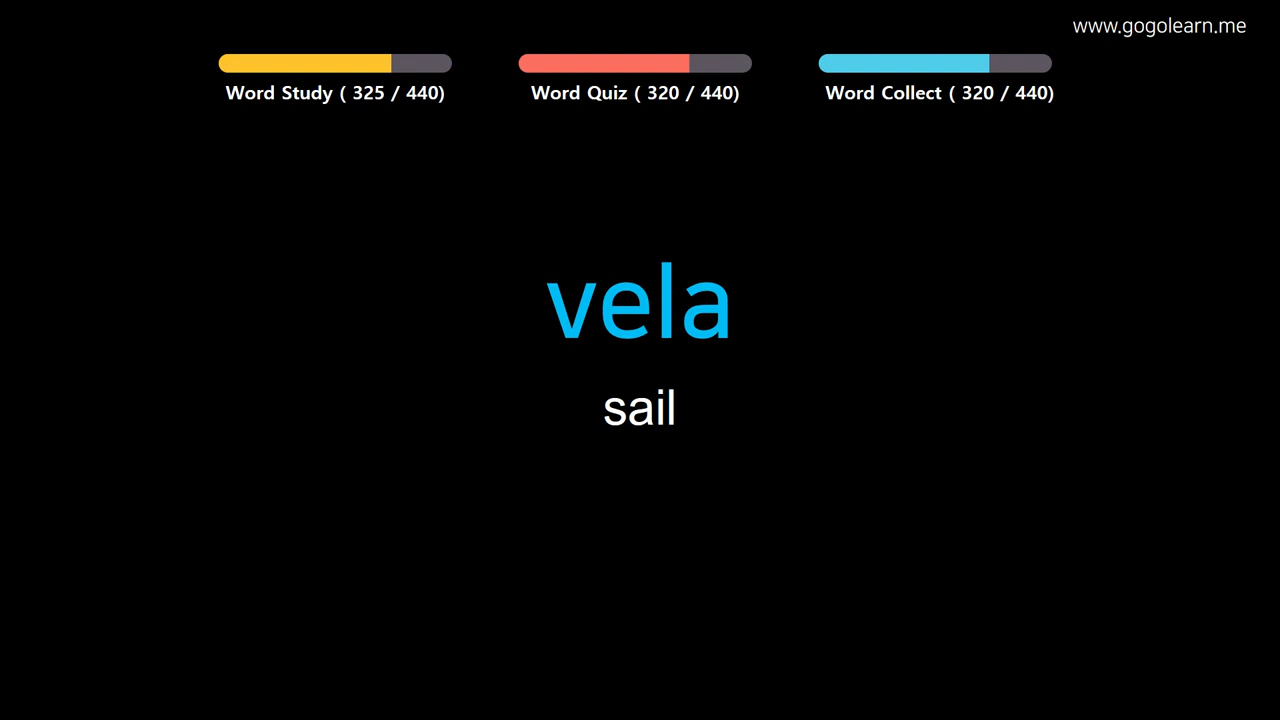 www.gogolearn.me
Word Study ( 325 / 440)
Word Quiz ( 320 / 440)
Word Collect ( 320 / 440)
vela
sail